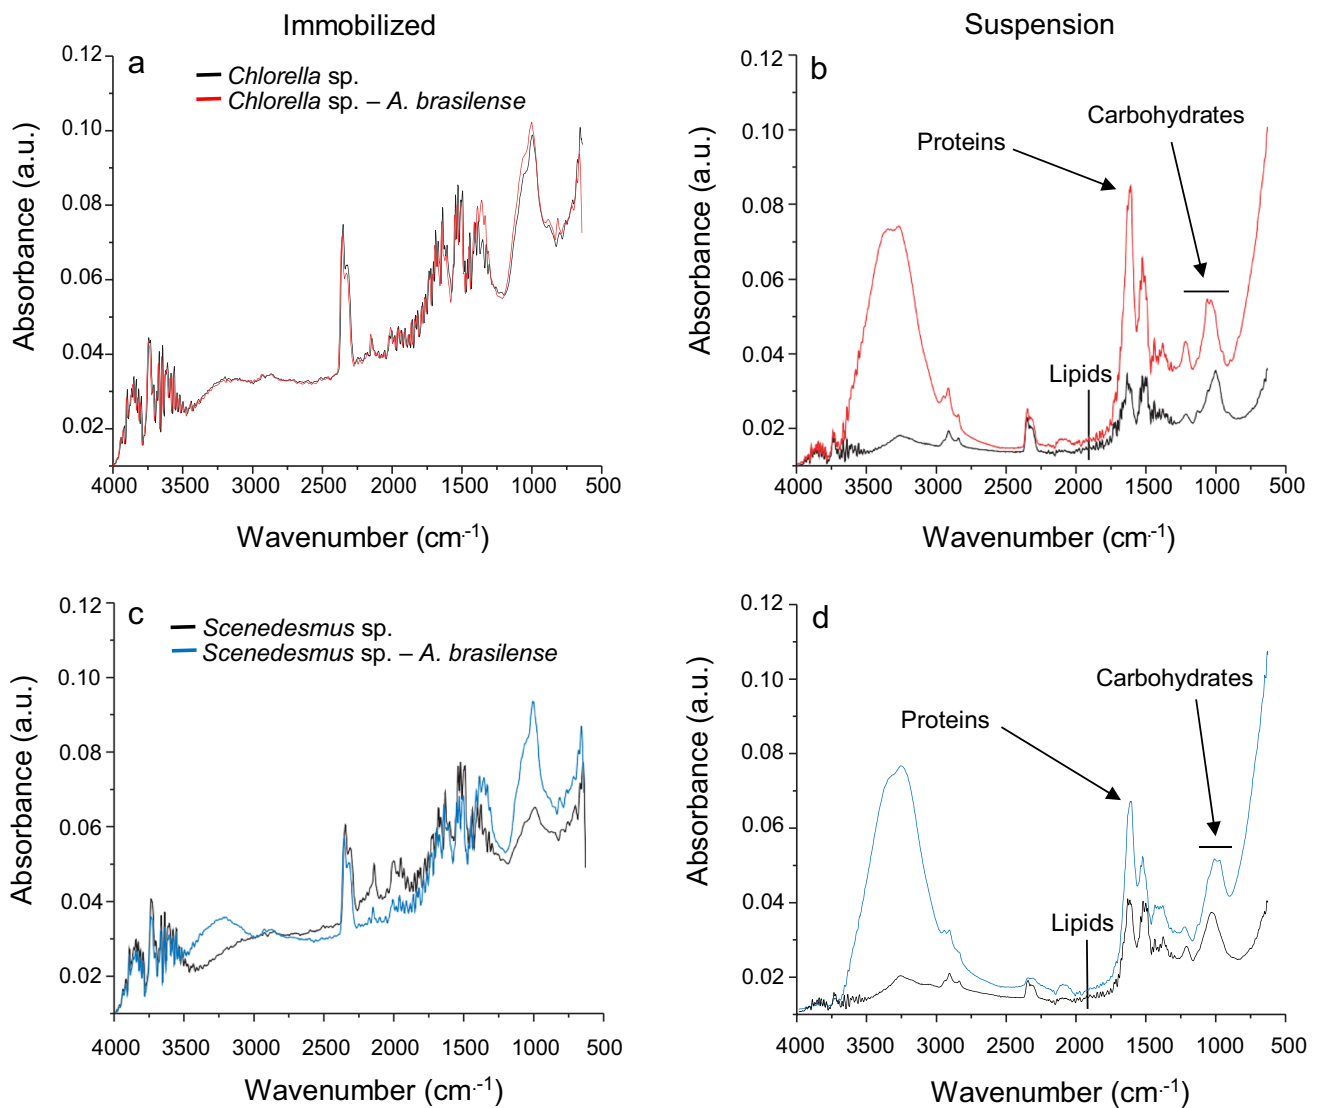 Immobilized
Suspension
a
Chlorella sp.
Chlorella sp. – A. brasilense
Absorbance (a.u.)
0.12
0.10
0.08
0.06
0.04
0.02
4000 3500 3000 2500 2000 1500 1000 500
Wavenumber (cm.-1)
b
Proteins
Carbohydrates
Lipids
Absorbance (a.u.)
0.12
0.10
0.08
0.06
0.04
0.02
4000 3500 3000 2500 2000 1500 1000 500
Wavenumber (cm.-1)
c
Scenedesmus sp.
Scenedesmus sp. – A. brasilense
Absorbance (a.u.)
0.12
0.10
0.08
0.06
0.04
0.02
4000 3500 3000 2500 2000 1500 1000 500
Wavenumber (cm.-1)
d
Carbohydrates
Proteins
Lipids
Absorbance (a.u.)
0.12
0.10
0.08
0.06
0.04
0.02
4000 3500 3000 2500 2000 1500 1000 500
Wavenumber (cm.-1)